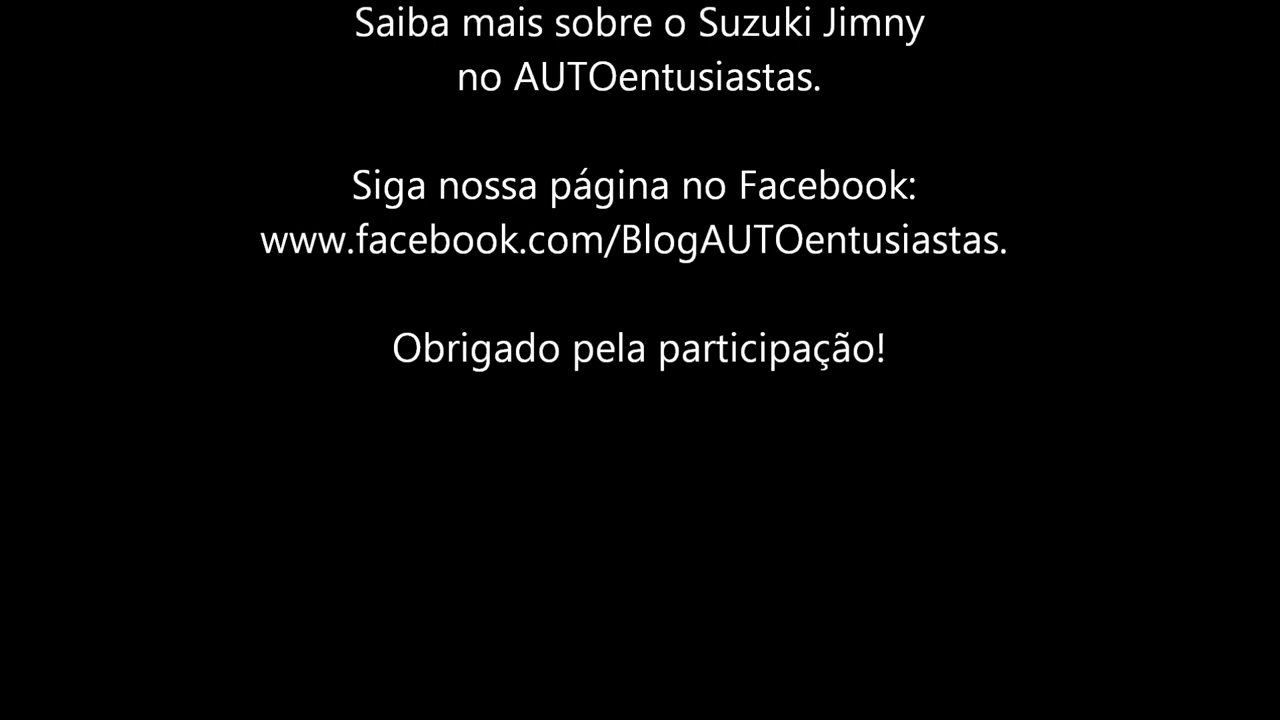 Saiba mais sobre o Suzuki Jimny
no AUTOentusiastas.
Siga nossa página no Facebook:
www.facebook.com/BlogAUTOentusiastas.
Obrigado pela participação!